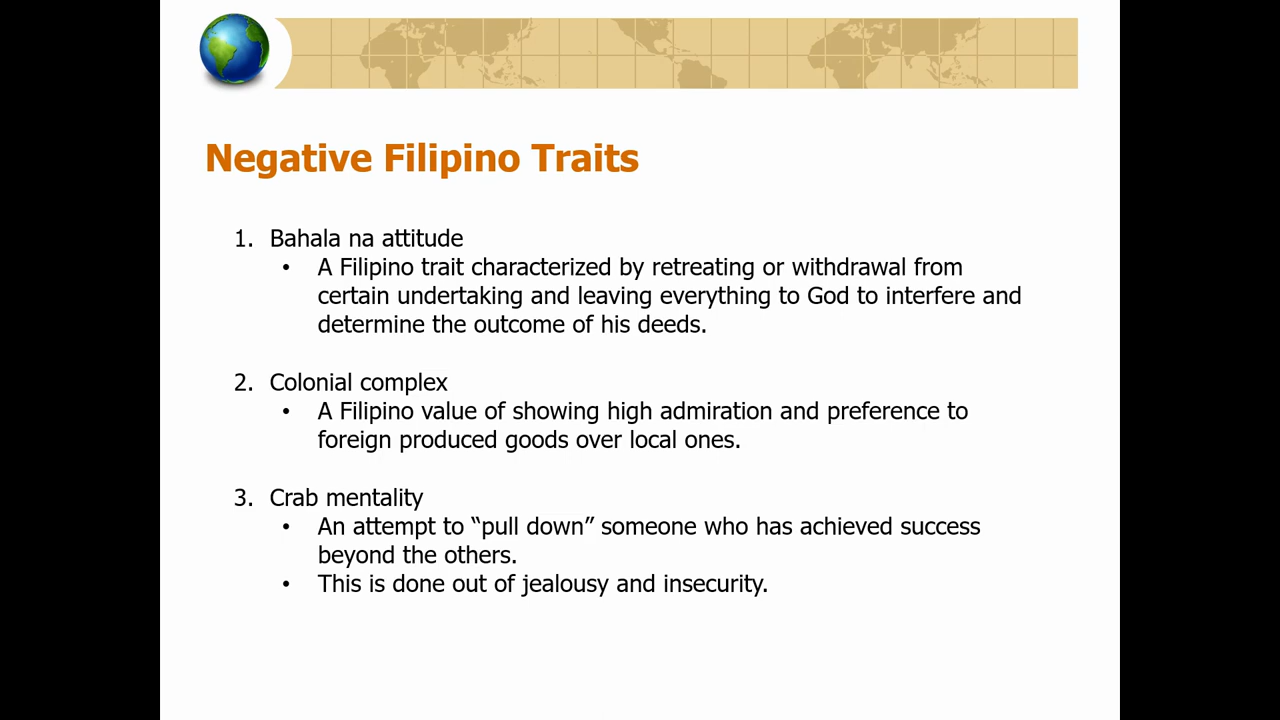 Negative Filipino Traits
1. Bahala na attitude
• A Filipino trait characterized by retreating or withdrawal from
certain undertaking and leaving everything to God to interfere and
determine the outcome of his deeds.
2. Colonial complex
• A Filipino value of showing high admiration and preference to
foreign produced goods over local ones.
3. Crab mentality
• An attempt to “pull down” someone who has achieved success
beyond the others.
• This is done out of jealousy and insecurity.